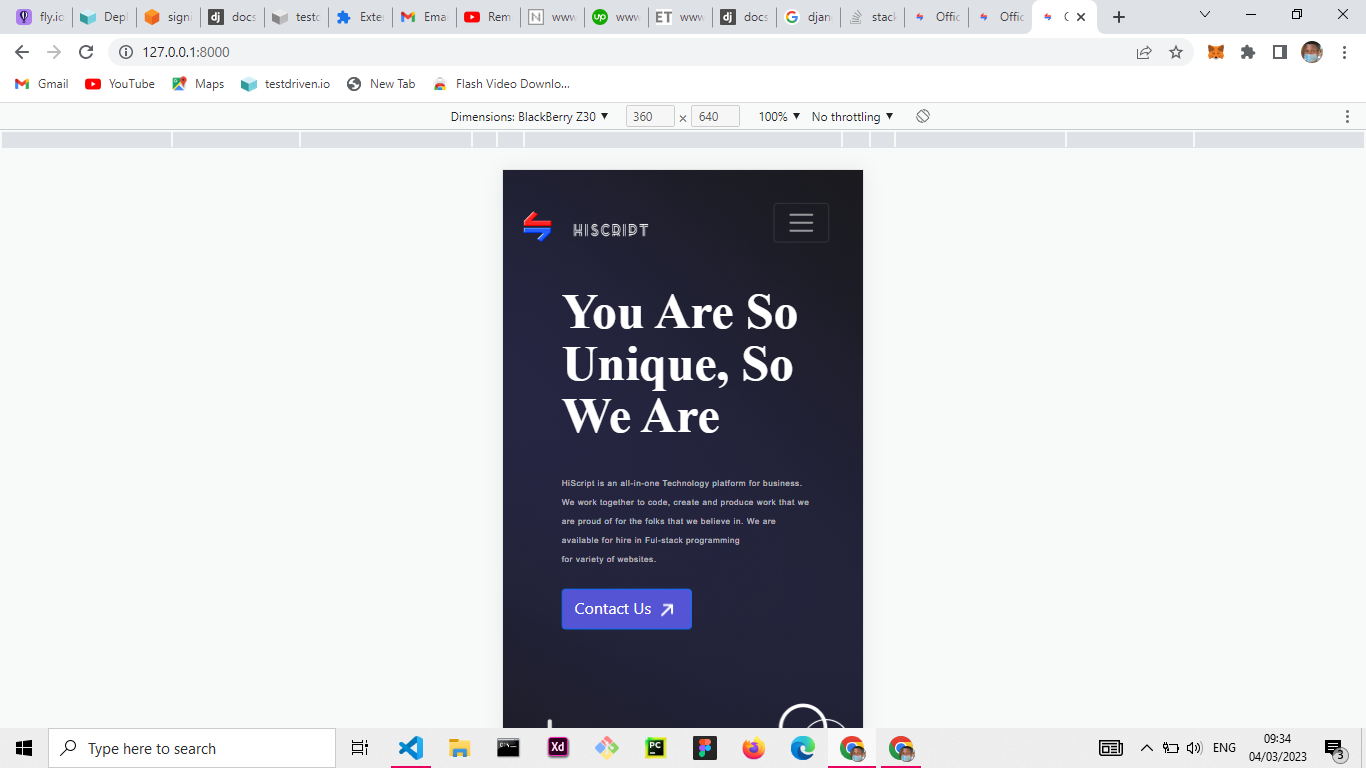 fly.io
Depl
signi
docs
testd
Exter
Emai
Rem
www
www
www
docs
djan
stack
Offic
Offic
127.0.0.1:8000
Gmail
YouTube
Maps
testdriven.io
New Tab
Flash Video Downlo...
Dimensions: BlackBerry Z30 ▼ 360 × 640 100% ▼ No throttling ▼
HISCRIPT
You Are So
Unique, So
We Are
HiScript is an all-in-one Technology platform for business.
We work together to code, create and produce work that we
are proud of for the folks that we believe in. We are
available for hire in Ful-stack programming
for variety of websites.
Contact Us
Type here to search
ENG
09:34
04/03/2023
3